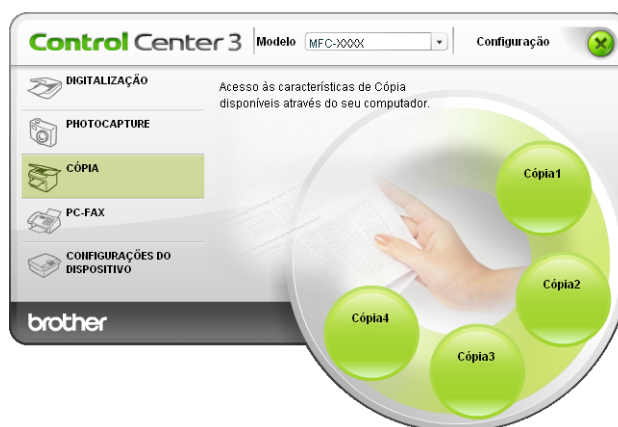 Control Center 3
Modelo
MFC-XXXX
Configuração
DIGITALIZAÇÃO
PHOTOCAPTURE
CÓPIA
PC-FAX
CONFIGURAÇÕES DO
DISPOSITIVO
brother
Acesso às características de Cópia
disponíveis através do seu computador.
Cópia1
Cópia2
Cópia3
Cópia4